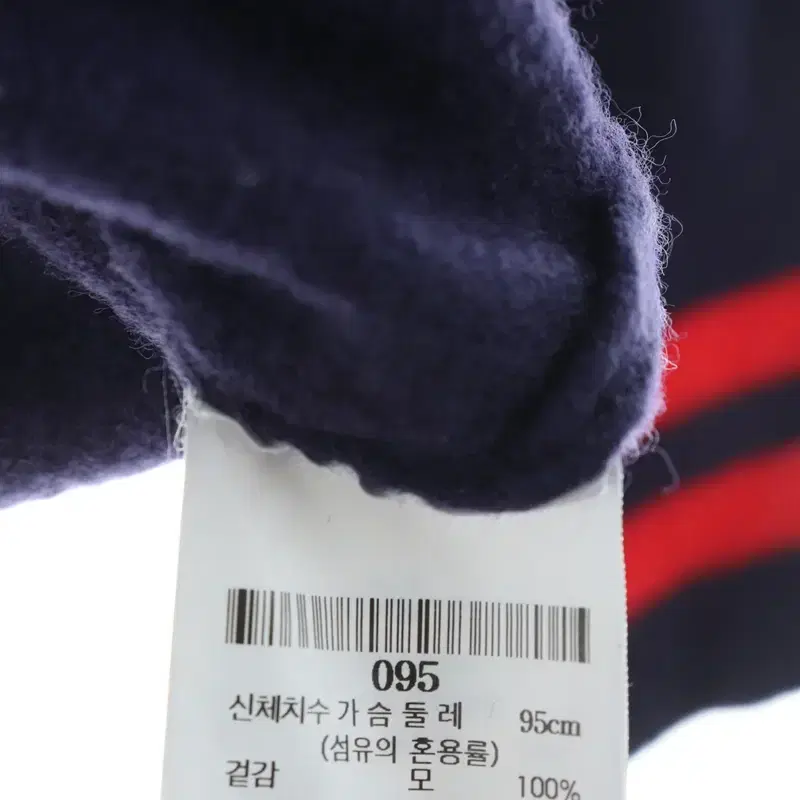 095
신체치수 가 슴 둘 레 95cm
(섬유의 혼용률)
겉감 모 100%